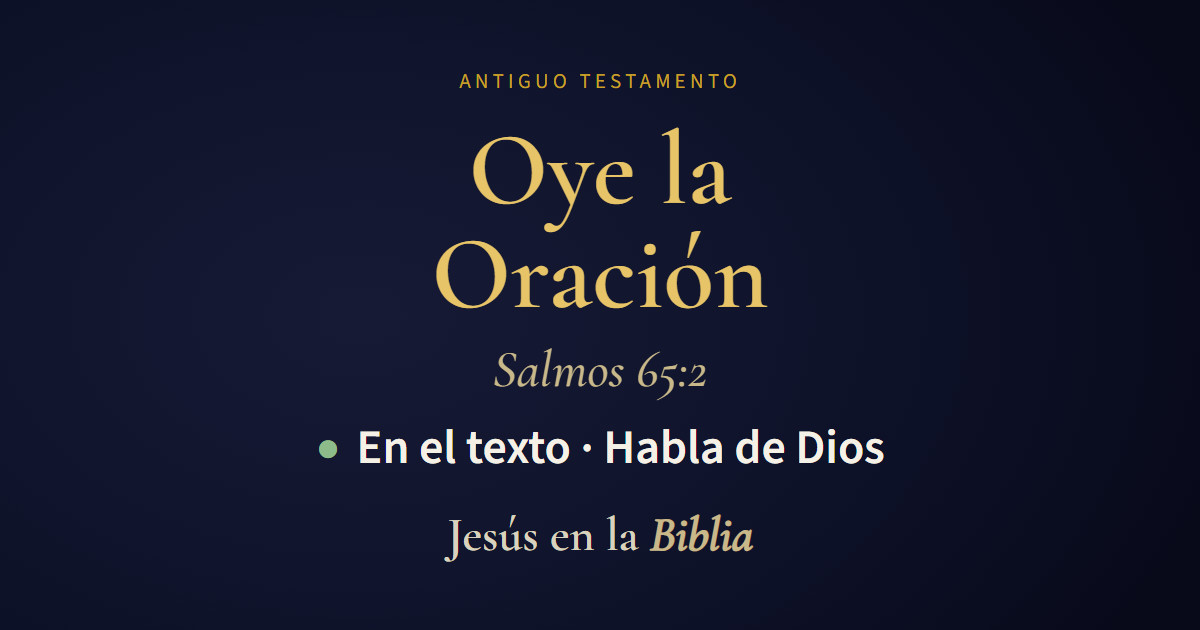 ANTIGUO TESTAMENTO
Oye la
Oración
Salmos 65:2
• En el texto · Habla de Dios
Jesús en la Biblia